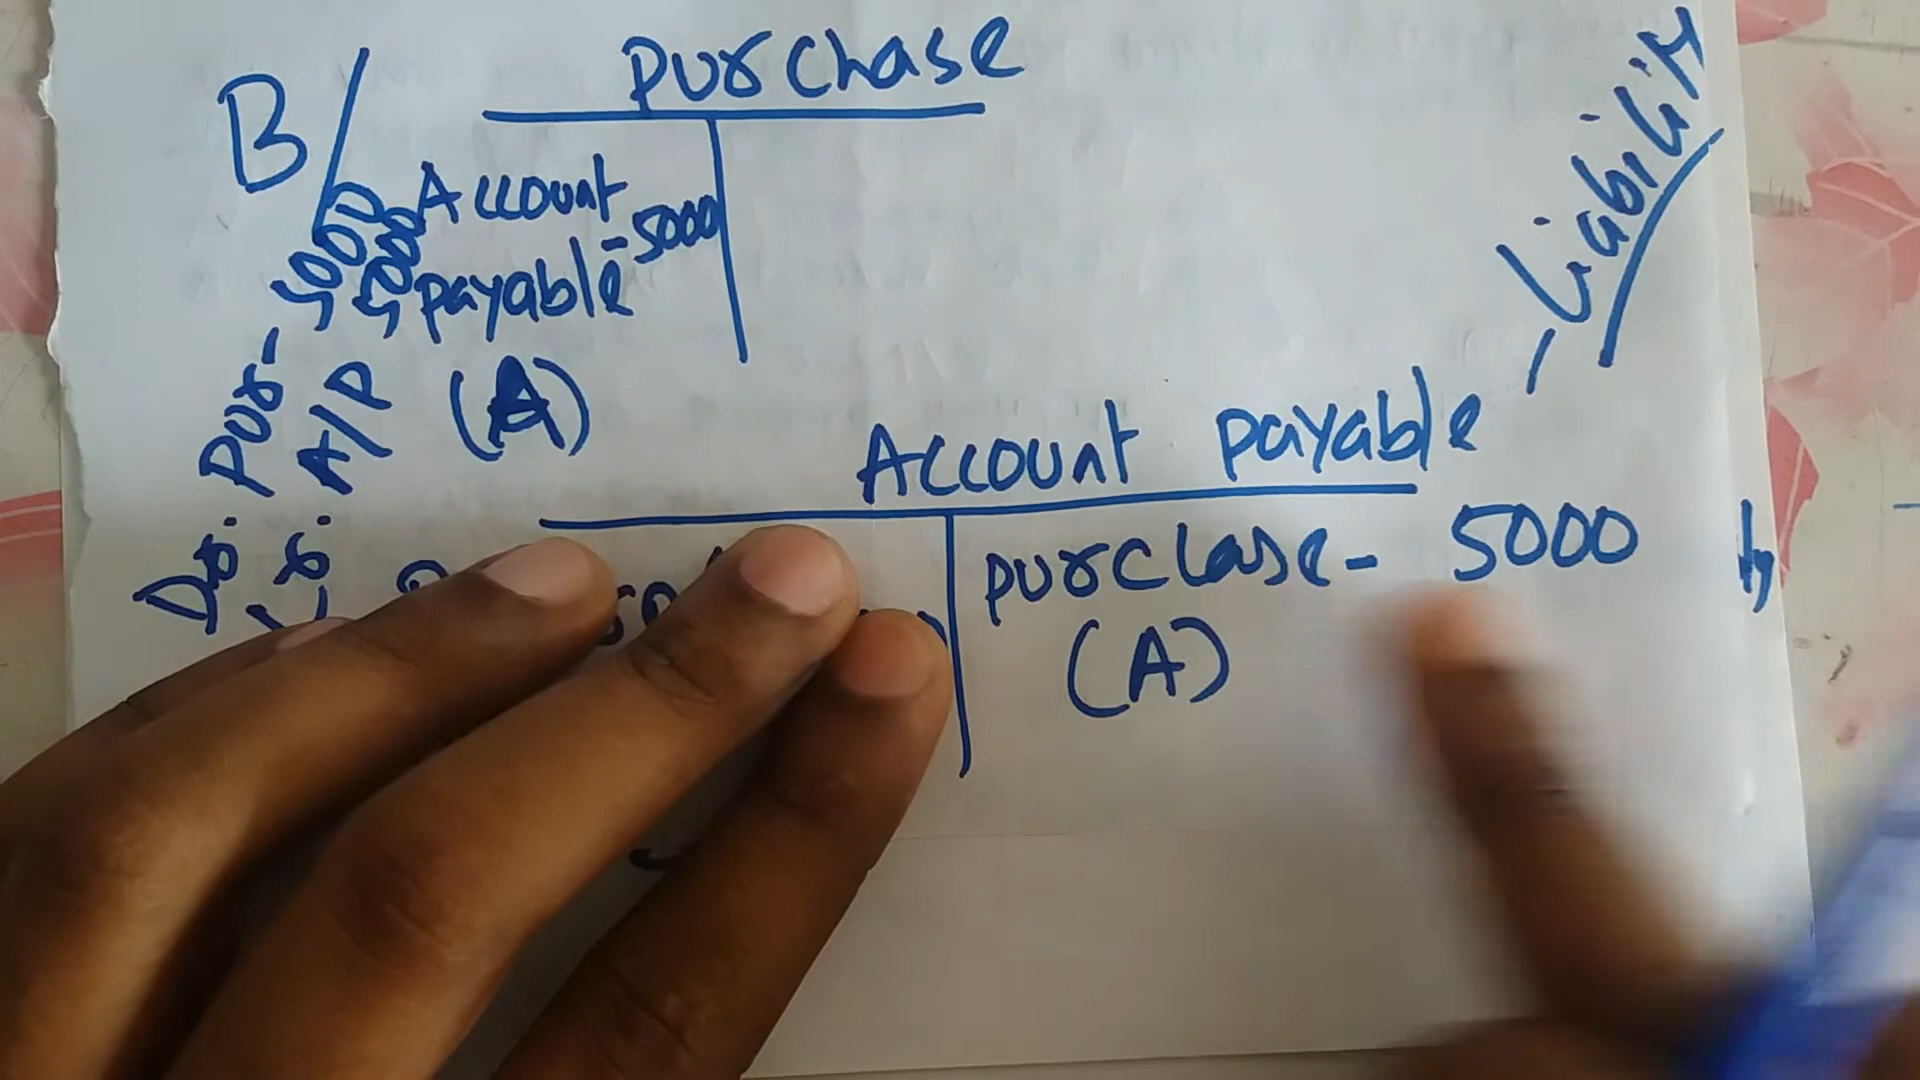 B/
purchase
Account
payable - 5000
(A)
Dr. Pur- 5000
Cr. A/P 5000
Account payable - Liability
purchase - 5000
(A)